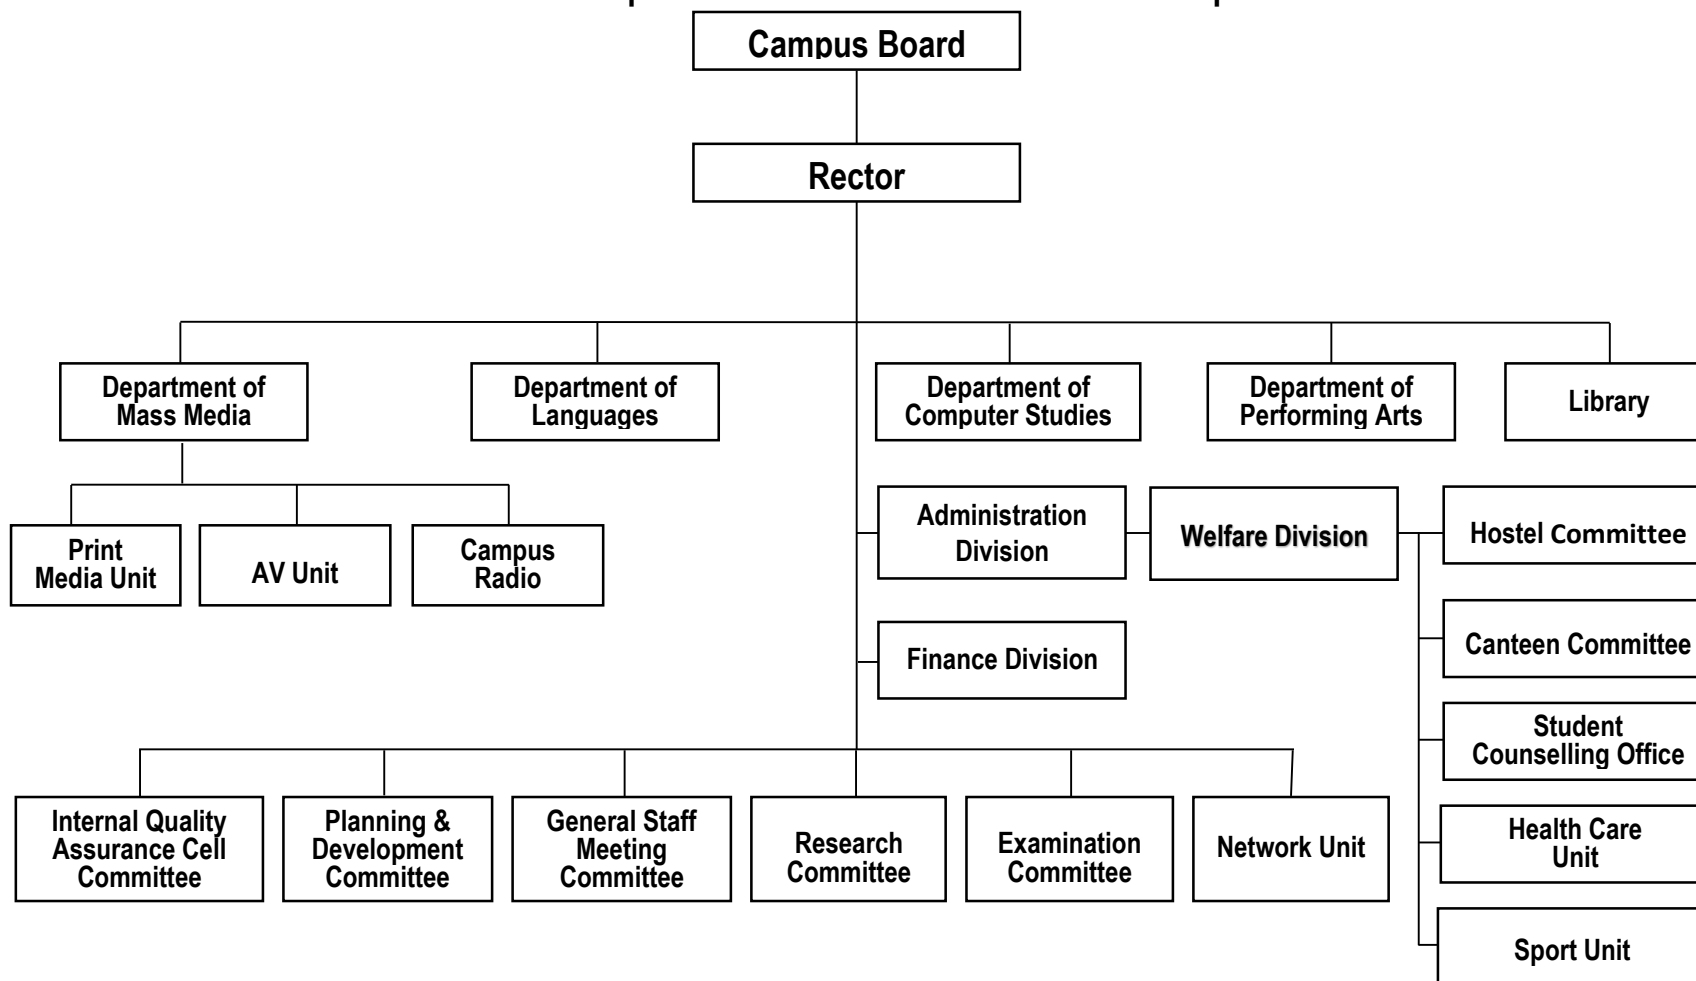 Campus Board
Rector
Department of
Mass Media
Department of
Languages
Department of
Computer Studies
Department of
Performing Arts
Library
Print
Media Unit
AV Unit
Campus
Radio
Administration
Division
Welfare Division
Hostel Committee
Canteen Committee
Finance Division
Student
Counselling Office
Health Care
Unit
Sport Unit
Internal Quality
Assurance Cell
Committee
Planning &
Development
Committee
General Staff
Meeting
Committee
Research
Committee
Examination
Committee
Network Unit